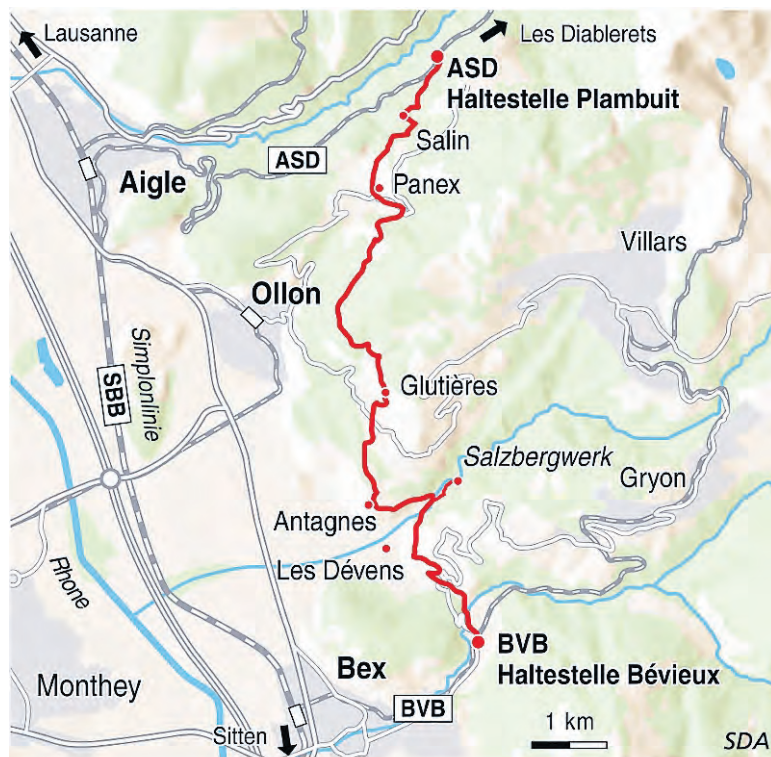 Lausanne
Les Diablerets
ASD
Haltestelle Plambuit
Salin
ASD
Aigle
Panex
Villars
Ollon
Simplonlinie
SBB
Glutières
Salzbergwerk
Gryon
Antagnes
Les Dévens
Rhone
BVB
Haltestelle Bévieux
Bex
Monthey
BVB
Sitten
1 km
SDA